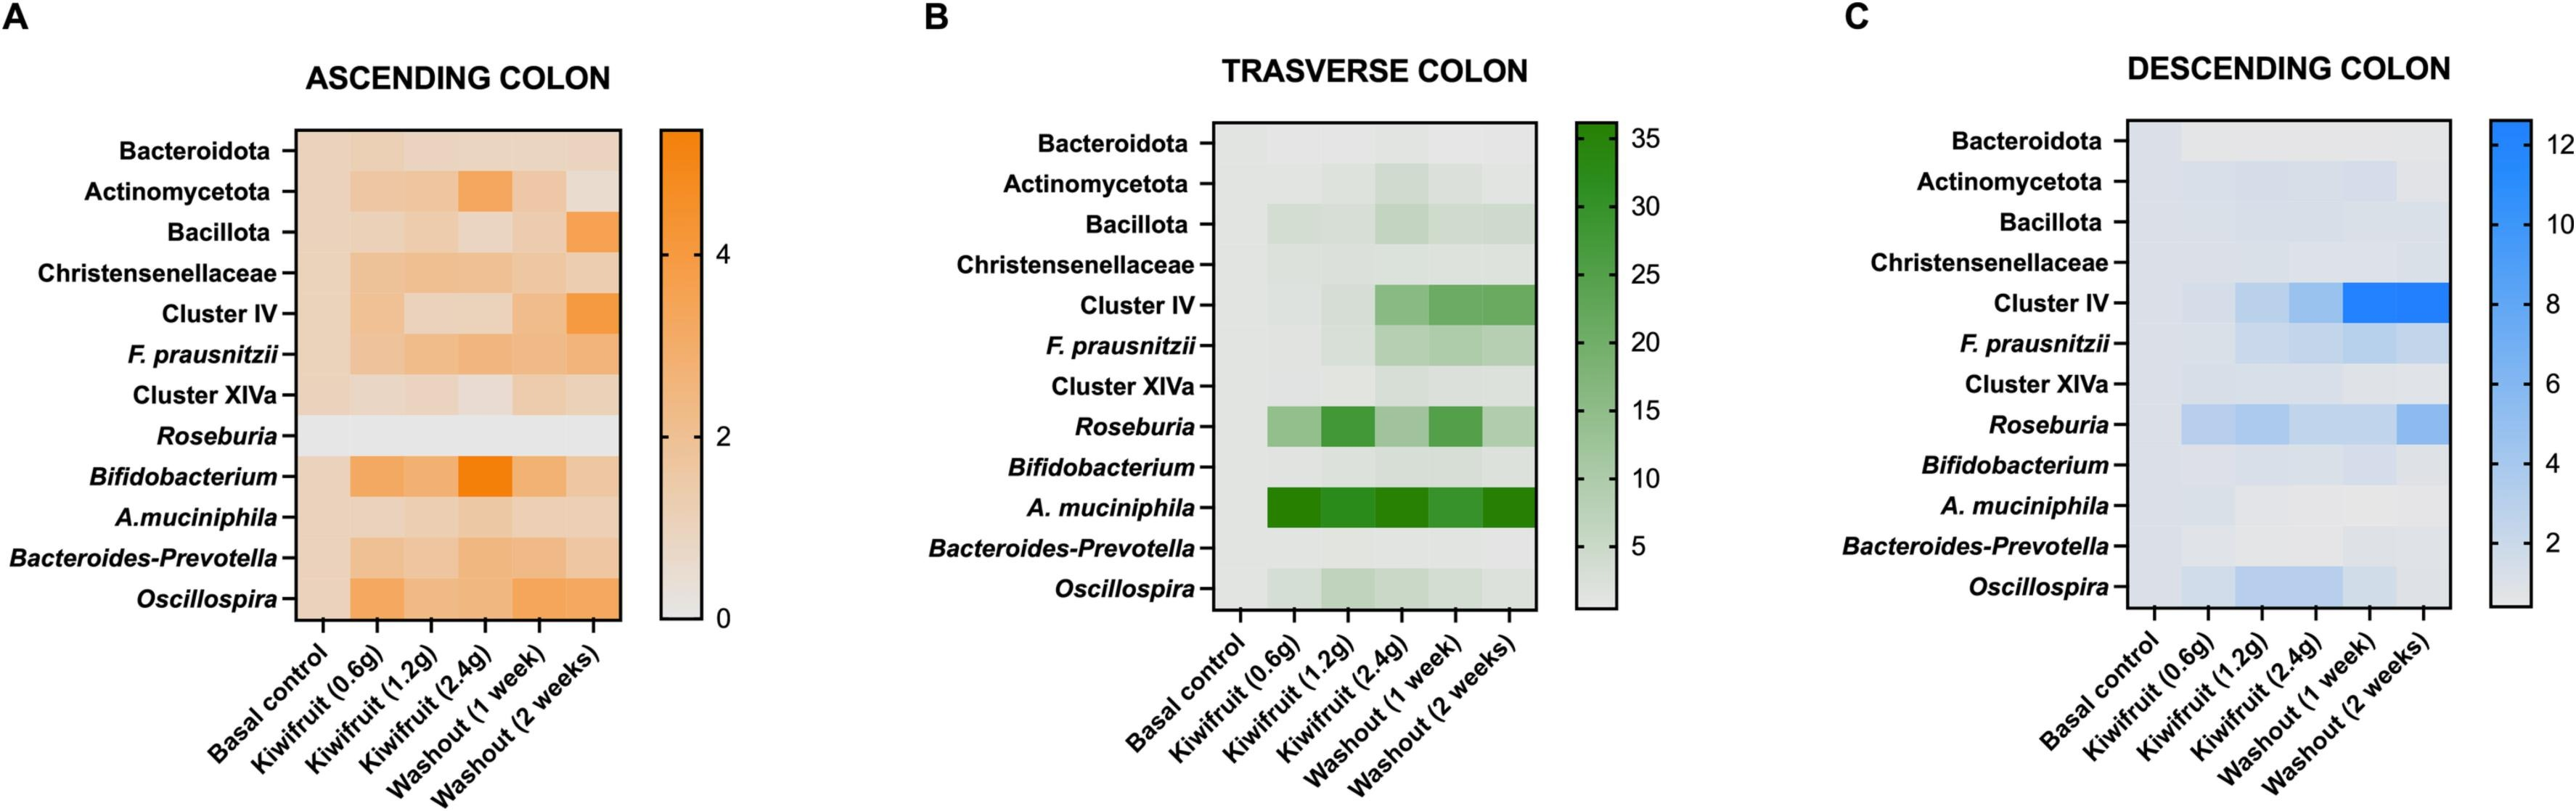 A
ASCENDING COLON
Bacteroidota
Actinomycetota
Bacillota
Christensenellaceae
Cluster IV
F. prausnitzii
Cluster XIVa
Roseburia
Bifidobacterium
A.muciniphila
Bacteroides-Prevotella
Oscillospira
Basal control
Kiwifruit (0.6g)
Kiwifruit (1.2g)
Kiwifruit (2.4g)
Washout (1 week)
Washout (2 weeks)
4
2
0
B
TRASVERSE COLON
Bacteroidota
Actinomycetota
Bacillota
Christensenellaceae
Cluster IV
F. prausnitzii
Cluster XIVa
Roseburia
Bifidobacterium
A. muciniphila
Bacteroides-Prevotella
Oscillospira
Basal control
Kiwifruit (0.6g)
Kiwifruit (1.2g)
Kiwifruit (2.4g)
Washout (1 week)
Washout (2 weeks)
35
30
25
20
15
10
5
C
DESCENDING COLON
Bacteroidota
Actinomycetota
Bacillota
Christensenellaceae
Cluster IV
F. prausnitzii
Cluster XIVa
Roseburia
Bifidobacterium
A. muciniphila
Bacteroides-Prevotella
Oscillospira
Basal control
Kiwifruit (0.6g)
Kiwifruit (1.2g)
Kiwifruit (2.4g)
Washout (1 week)
Washout (2 weeks)
12
10
8
6
4
2